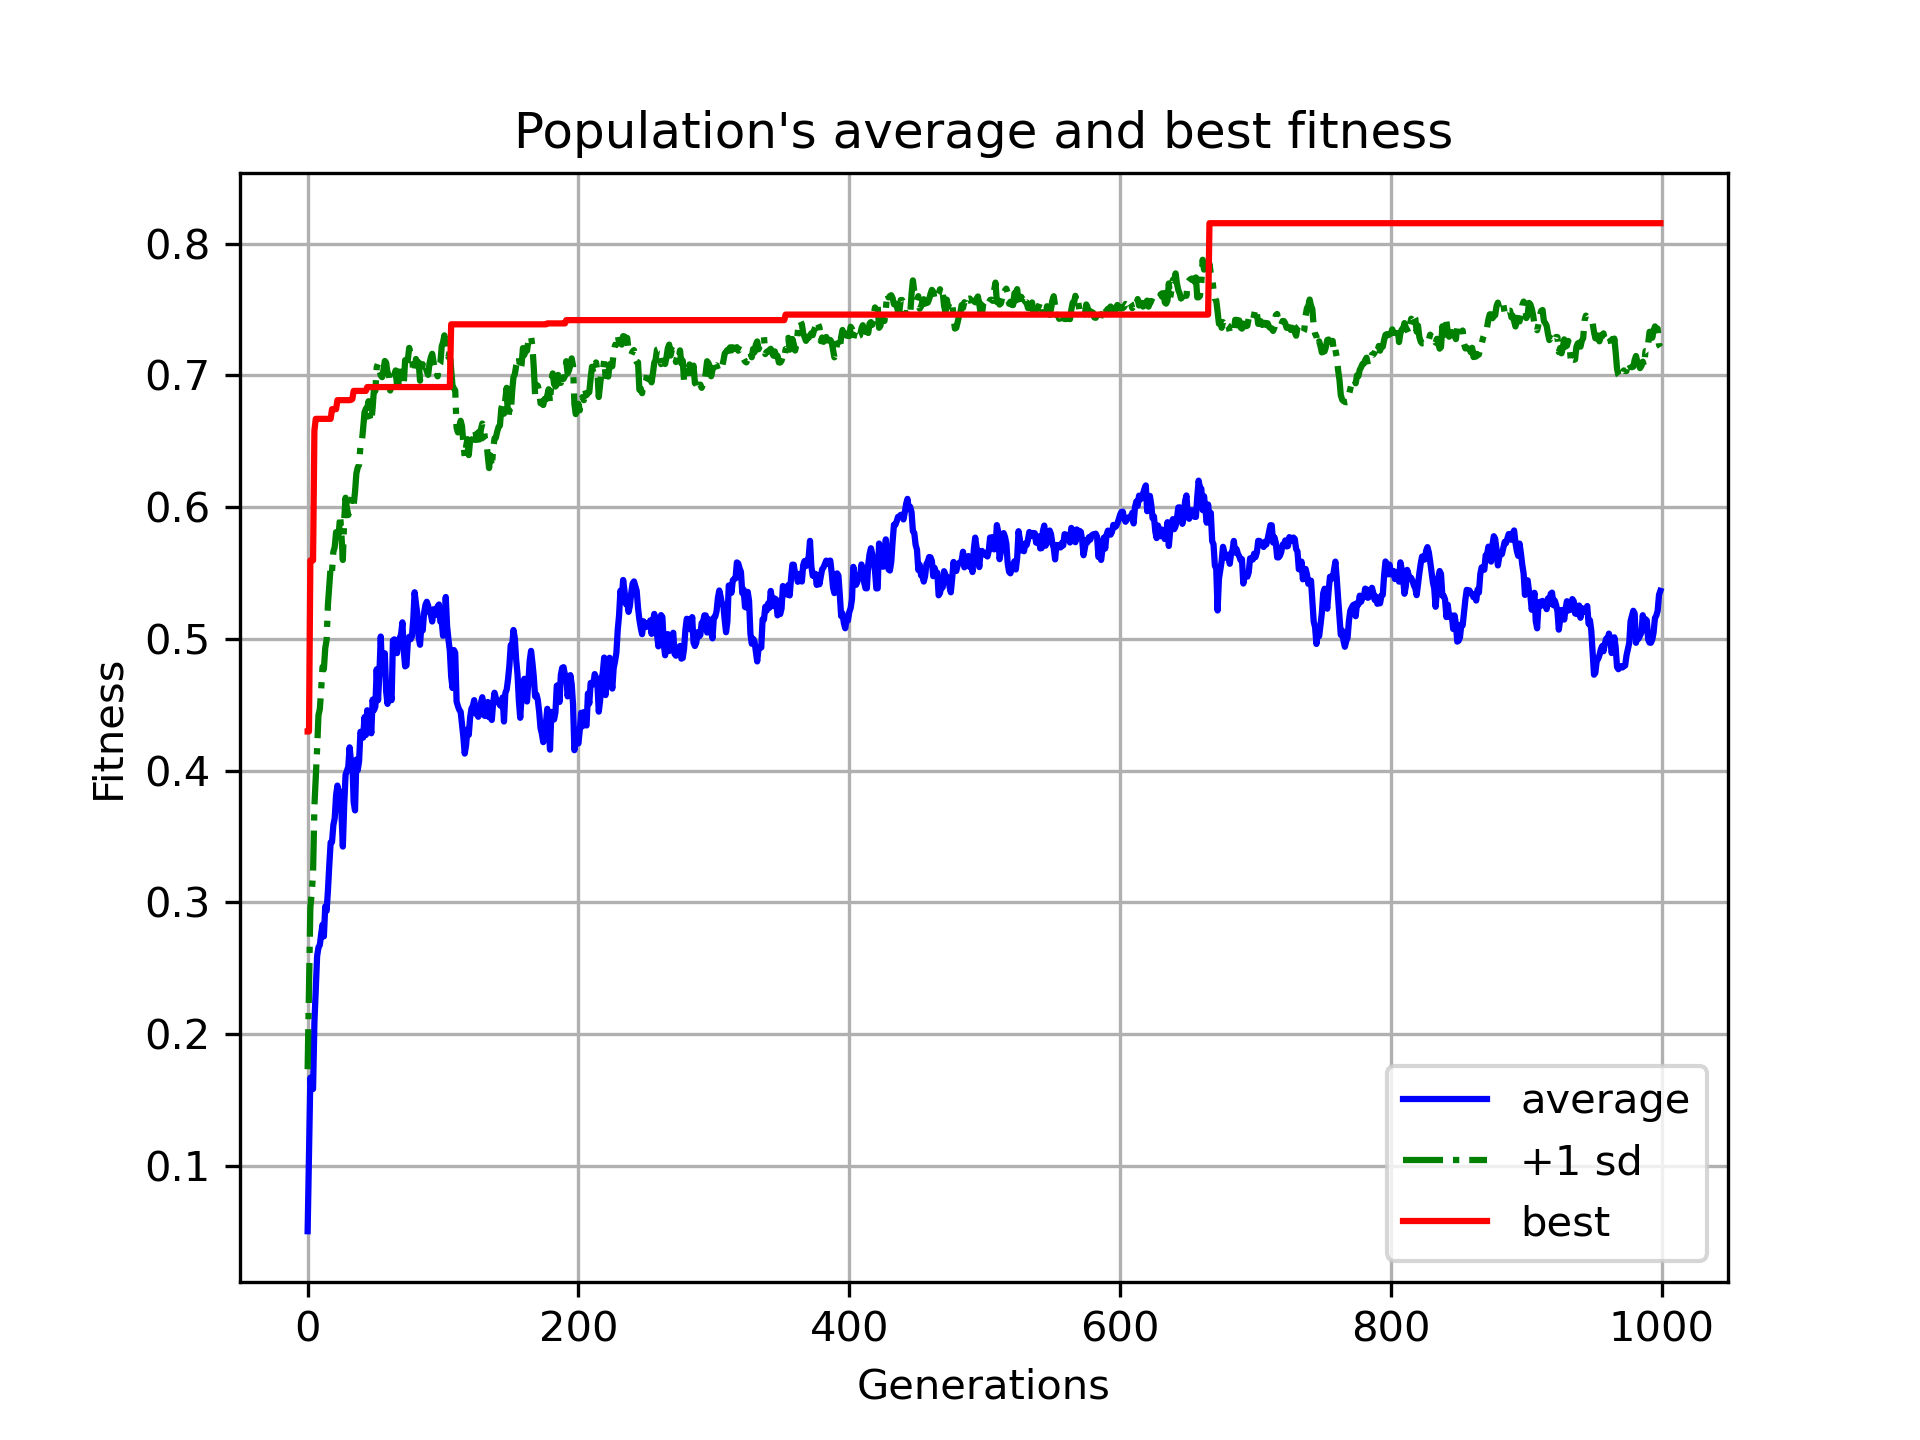 Population's average and best fitness
Fitness
0.8
0.7
0.6
0.5
0.4
0.3
0.2
0.1
average
+1 sd
best
0 200 400 600 800 1000
Generations